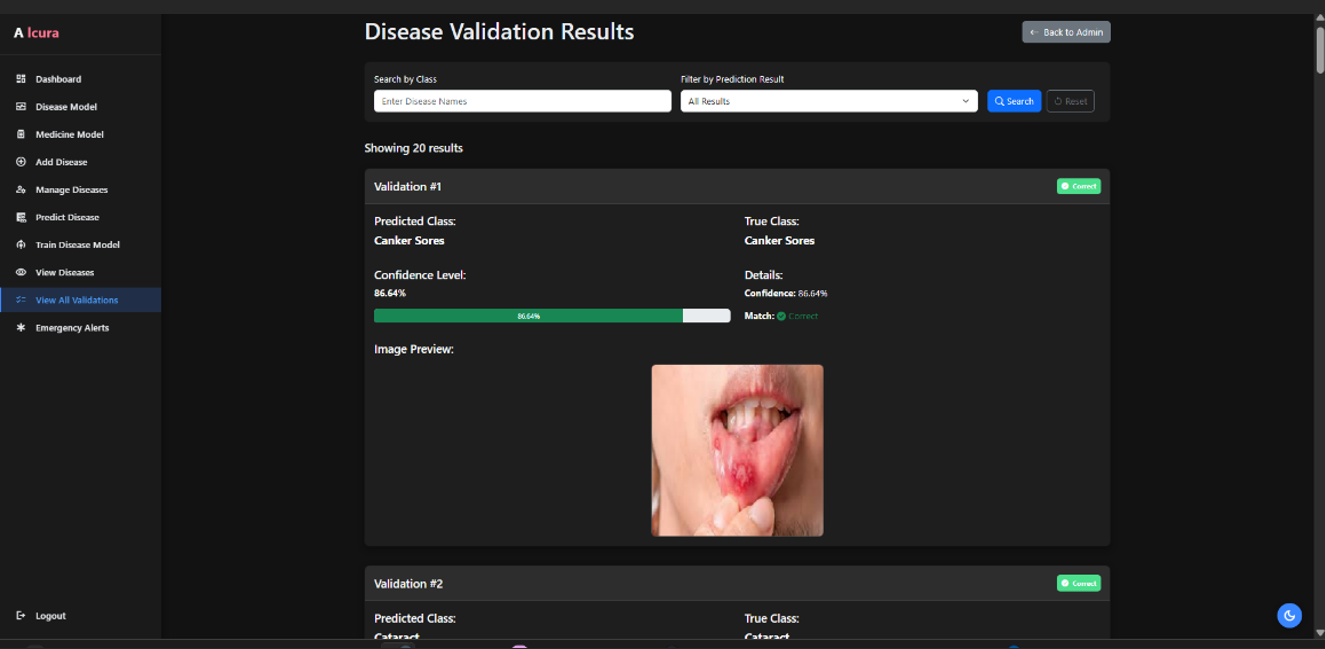 A Icura
Dashboard
Disease Model
Medicine Model
Add Disease
Manage Diseases
Predict Disease
Train Disease Model
View Diseases
View All Validations
Emergency Alerts
Logout
Disease Validation Results
← Back to Admin
Search by Class
Filter by Prediction Result
Enter Disease Names
All Results
Search
Reset
Showing 20 results
Validation #1
Correct
Predicted Class:
True Class:
Canker Sores
Canker Sores
Confidence Level:
Details:
86.64%
Confidence: 86.64%
86.64%
Match: Correct
Image Preview:
Validation #2
Correct
Predicted Class:
True Class:
Cataract
Cataract